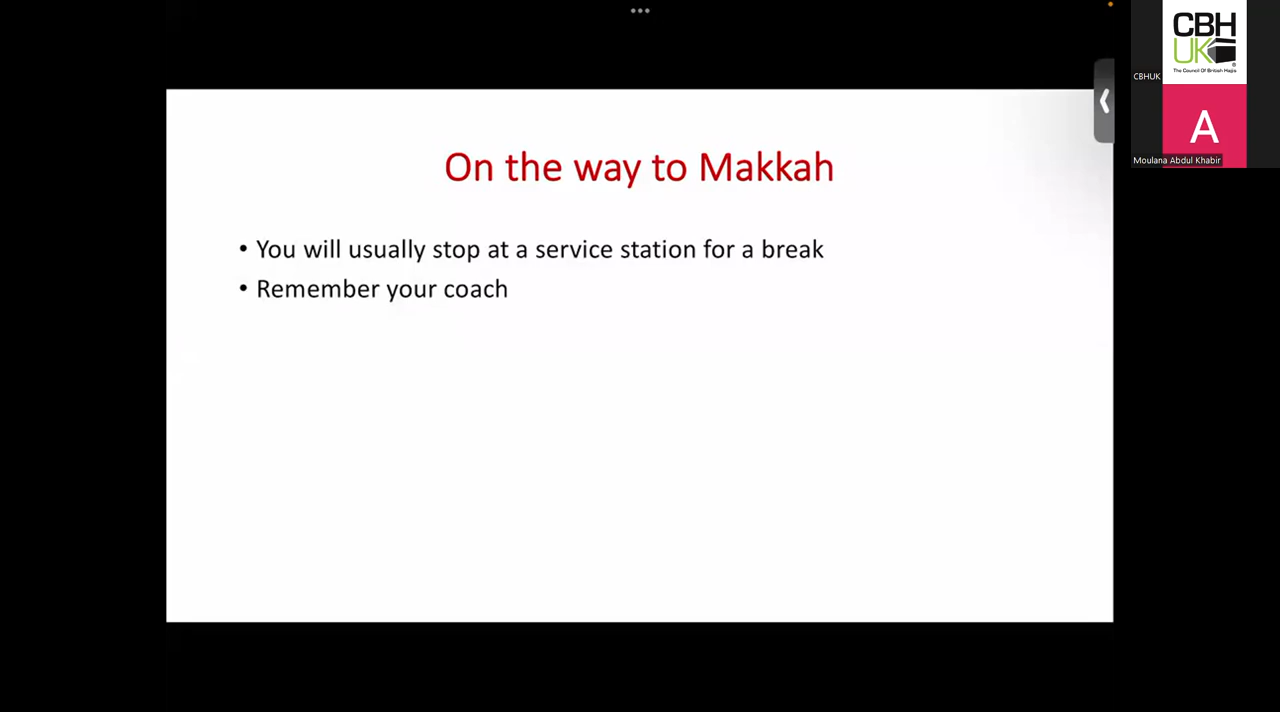 On the way to Makkah
• You will usually stop at a service station for a break
• Remember your coach
CBH
UK
The Council Of British Hajjis
CBHUK
A
Moulana Abdul Khabir